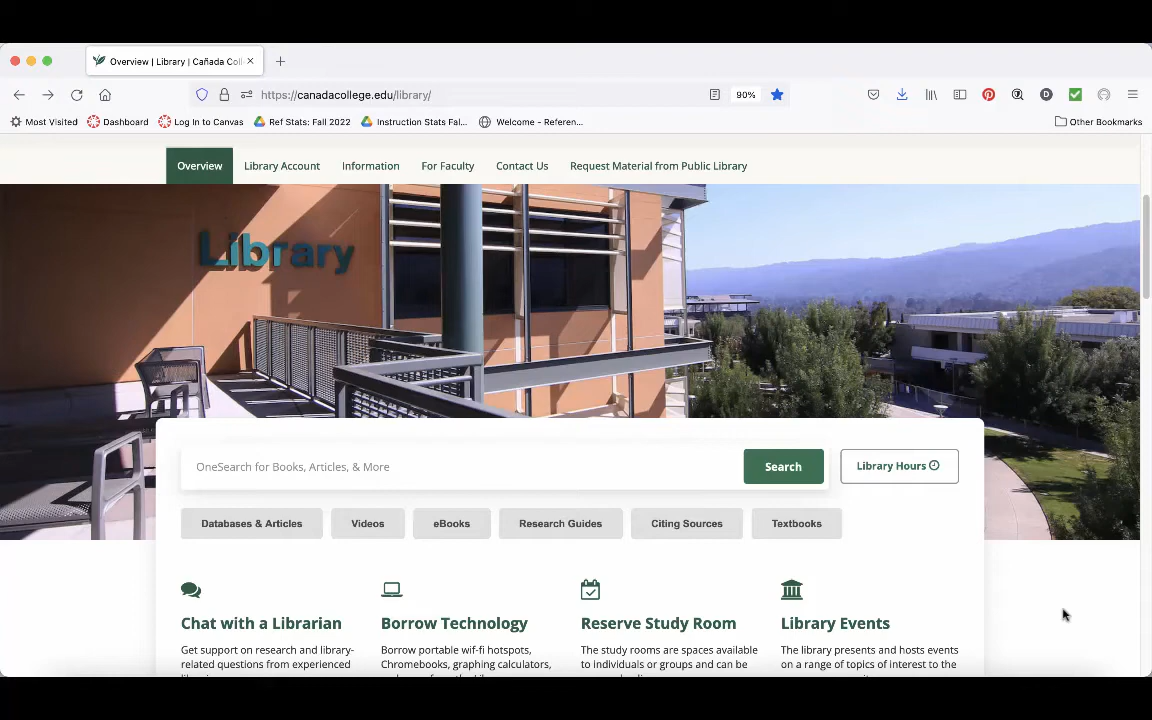 Overview | Library | Cañada Coll
https://canadacollege.edu/library/
90%
Most Visited
Dashboard
Log In to Canvas
Ref Stats: Fall 2022
Instruction Stats Fal...
Welcome - Referen...
Other Bookmarks
Overview
Library Account
Information
For Faculty
Contact Us
Request Material from Public Library
Library
OneSearch for Books, Articles, & More
Search
Library Hours
Databases & Articles
Videos
eBooks
Research Guides
Citing Sources
Textbooks
Chat with a Librarian
Get support on research and library-
related questions from experienced
Borrow Technology
Borrow portable wif-fi hotspots,
Chromebooks, graphing calculators,
Reserve Study Room
The study rooms are spaces available
to individuals or groups and can be
Library Events
The library presents and hosts events
on a range of topics of interest to the